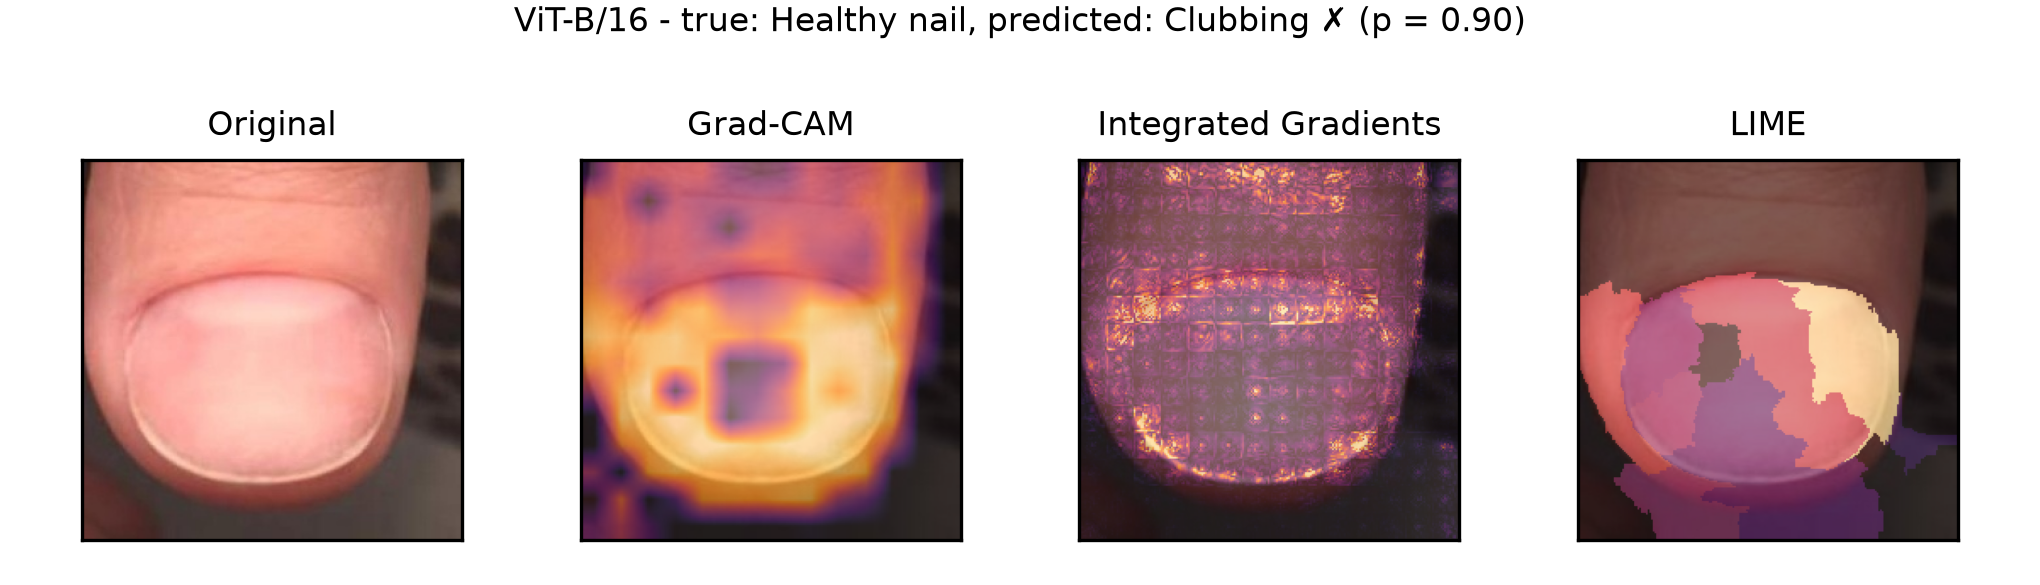 ViT-B/16 - true: Healthy nail, predicted: Clubbing ✗ (p = 0.90)
Original
Grad-CAM
Integrated Gradients
LIME